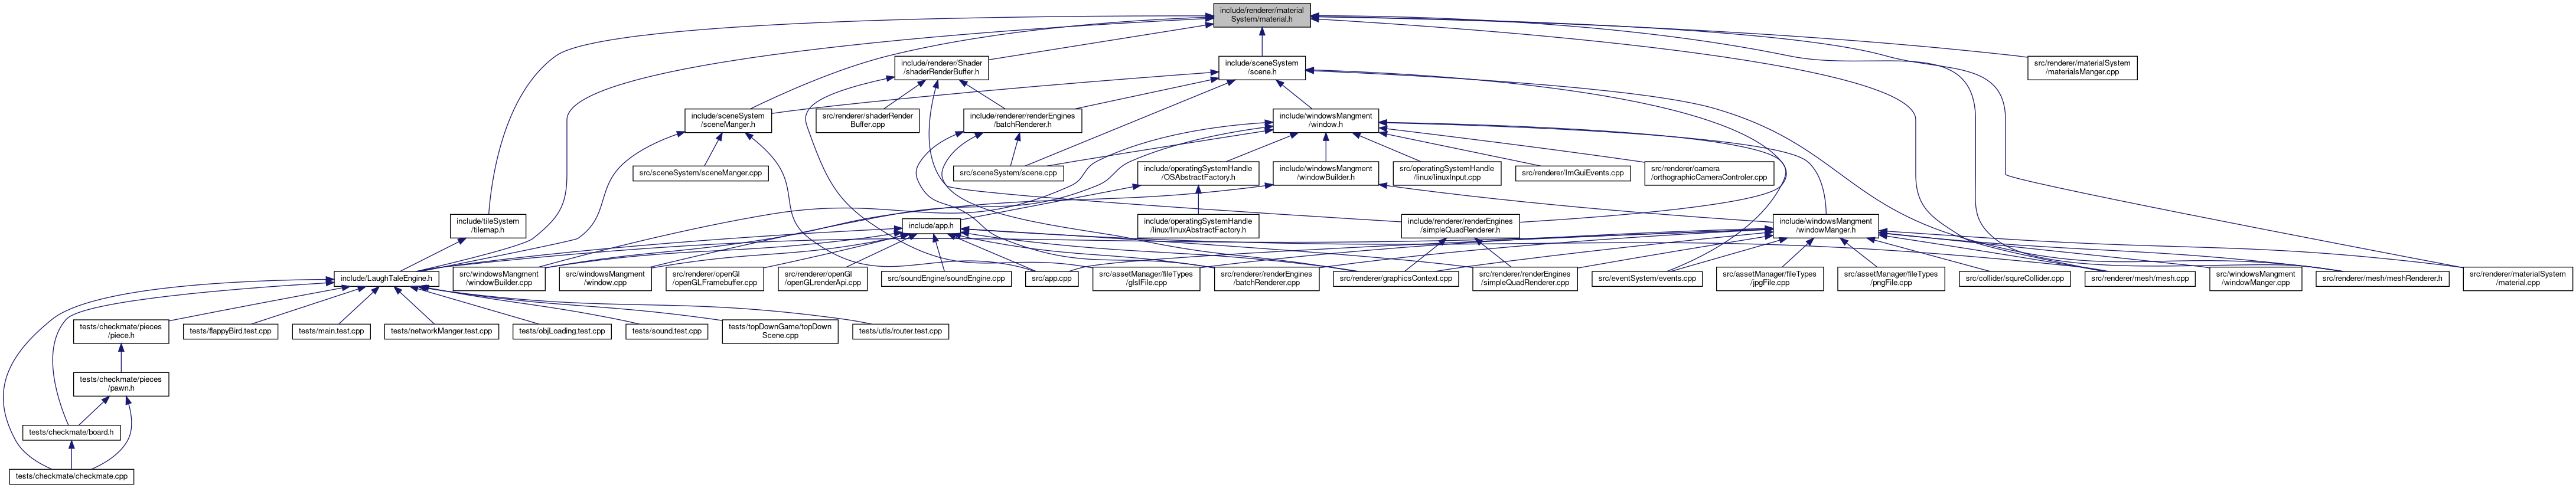 include/renderer/material
System/material.h
include/renderer/Shader
/shaderRenderBuffer.h
include/sceneSystem
/scene.h
src/renderer/materialSystem
/materialsManger.cpp
include/sceneSystem
/sceneManger.h
src/renderer/shaderRender
Buffer.cpp
include/renderer/renderEngines
/batchRenderer.h
include/windowsMangment
/window.h
src/sceneSystem/sceneManger.cpp
src/sceneSystem/scene.cpp
include/operatingSystemHandle
/OSAbstractFactory.h
include/windowsMangment
/windowBuilder.h
src/operatingSystemHandle
/linux/linuxInput.cpp
src/renderer/ImGuiEvents.cpp
src/renderer/camera
/orthographicCameraControler.cpp
include/tileSystem
/tilemap.h
include/app.h
include/operatingSystemHandle
/linux/linuxAbstractFactory.h
include/renderer/renderEngines
/simpleQuadRenderer.h
include/windowsMangment
/windowManger.h
include/LaughTaleEngine.h
src/windowsMangment
/windowBuilder.cpp
src/windowsMangment
/window.cpp
src/renderer/openGl
/openGLFramebuffer.cpp
src/renderer/openGl
/openGLrenderApi.cpp
src/soundEngine/soundEngine.cpp
src/app.cpp
src/assetManager/fileTypes
/glslFile.cpp
src/renderer/renderEngines
/batchRenderer.cpp
src/renderer/graphicsContext.cpp
src/renderer/renderEngines
/simpleQuadRenderer.cpp
src/eventSystem/events.cpp
src/assetManager/fileTypes
/jpgFile.cpp
src/assetManager/fileTypes
/pngFile.cpp
src/collider/squreCollider.cpp
src/renderer/mesh/mesh.cpp
src/windowsMangment
/windowManger.cpp
src/renderer/mesh/meshRenderer.h
src/renderer/materialSystem
/material.cpp
tests/checkmate/pieces
/piece.h
tests/flappyBird.test.cpp
tests/main.test.cpp
tests/networkManger.test.cpp
tests/objLoading.test.cpp
tests/sound.test.cpp
tests/topDownGame/topDown
Scene.cpp
tests/utls/router.test.cpp
tests/checkmate/pieces
/pawn.h
tests/checkmate/board.h
tests/checkmate/checkmate.cpp